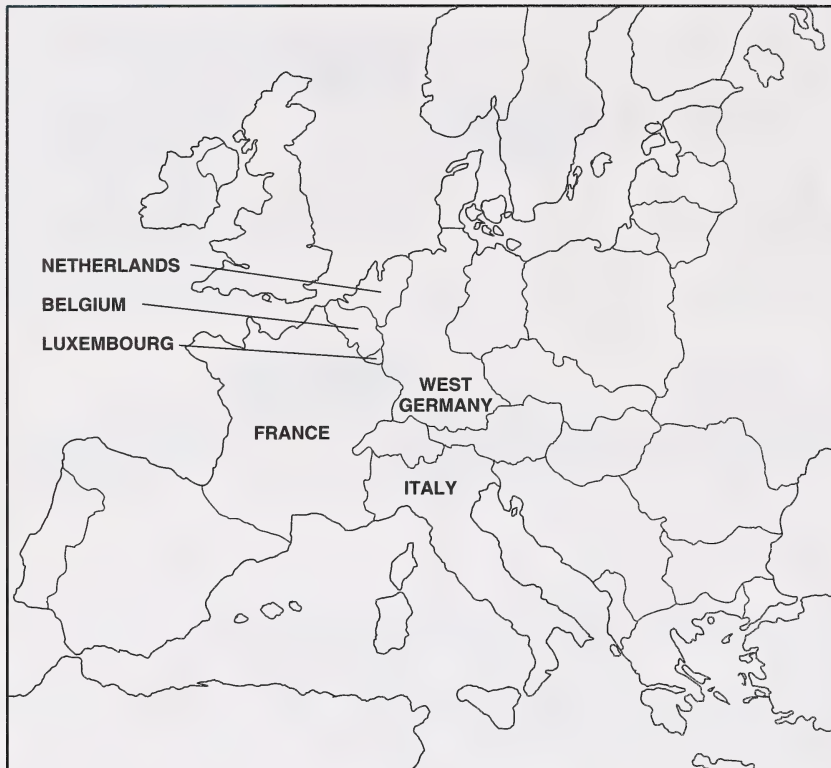 NETHERLANDS
BELGIUM
LUXEMBOURG
WEST
GERMANY
FRANCE
ITALY